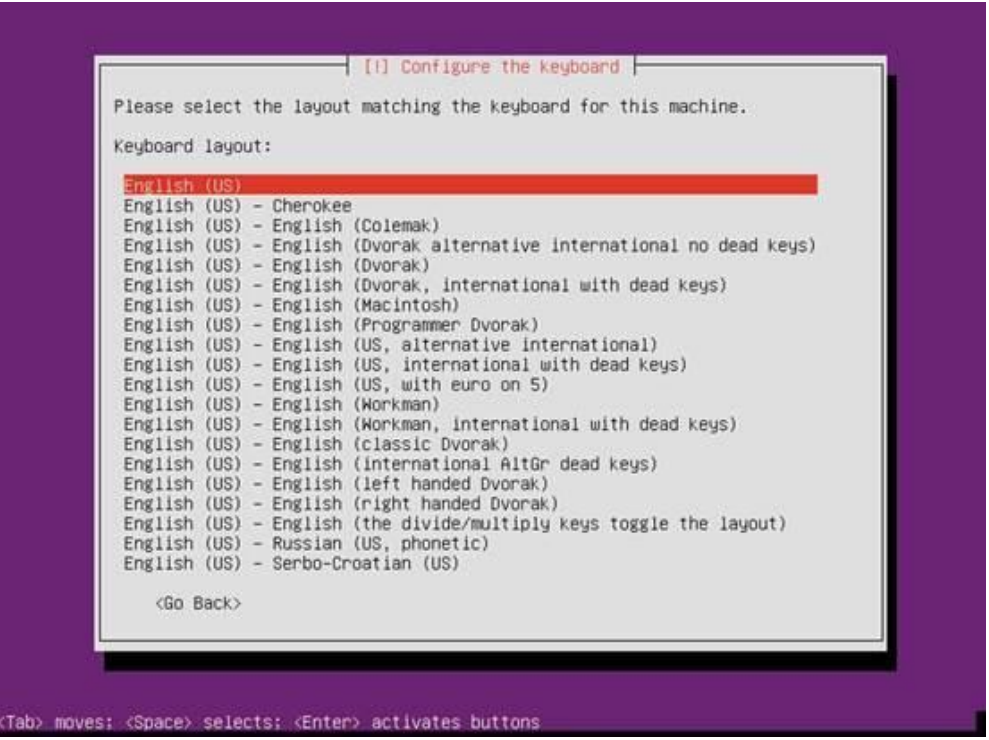 [!] Configure the keyboard
Please select the layout matching the keyboard for this machine.
Keyboard layout:
English (US)
English (US) - Cherokee
English (US) - English (Colemak)
English (US) - English (Dvorak alternative international no dead keys)
English (US) - English (Dvorak)
English (US) - English (Dvorak, international with dead keys)
English (US) - English (Macintosh)
English (US) - English (Programmer Dvorak)
English (US) - English (US, alternative international)
English (US) - English (US, international with dead keys)
English (US) - English (US, with euro on 5)
English (US) - English (Workman)
English (US) - English (Workman, international with dead keys)
English (US) - English (classic Dvorak)
English (US) - English (international AltGr dead keys)
English (US) - English (left handed Dvorak)
English (US) - English (right handed Dvorak)
English (US) - English (the divide/multiply keys toggle the layout)
English (US) - Russian (US, phonetic)
English (US) - Serbo-Croatian (US)
<Go Back>
<Tab> moves; <Space> selects; <Enter> activates buttons